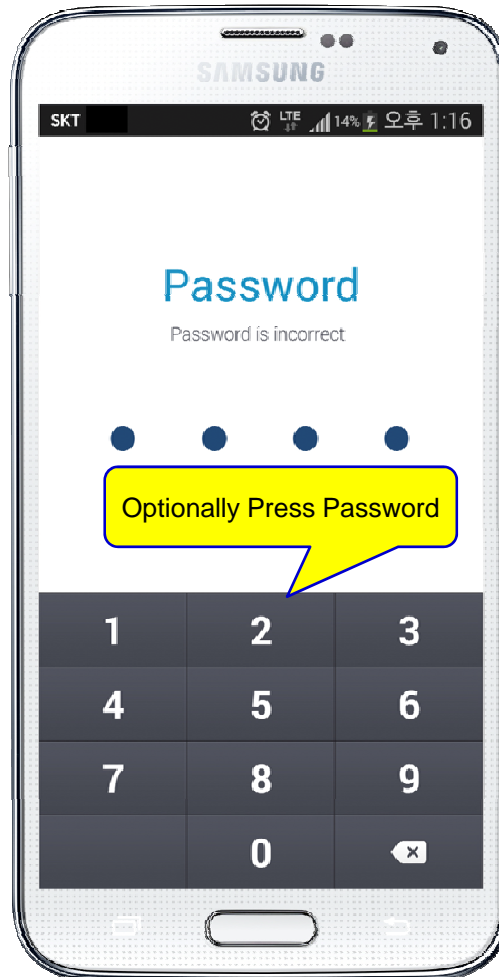 SAMSUNG
SKT LTE 14% 오후 1:16
Password
Password is incorrect
Optionally Press Password
1 2 3
4 5 6
7 8 9
0